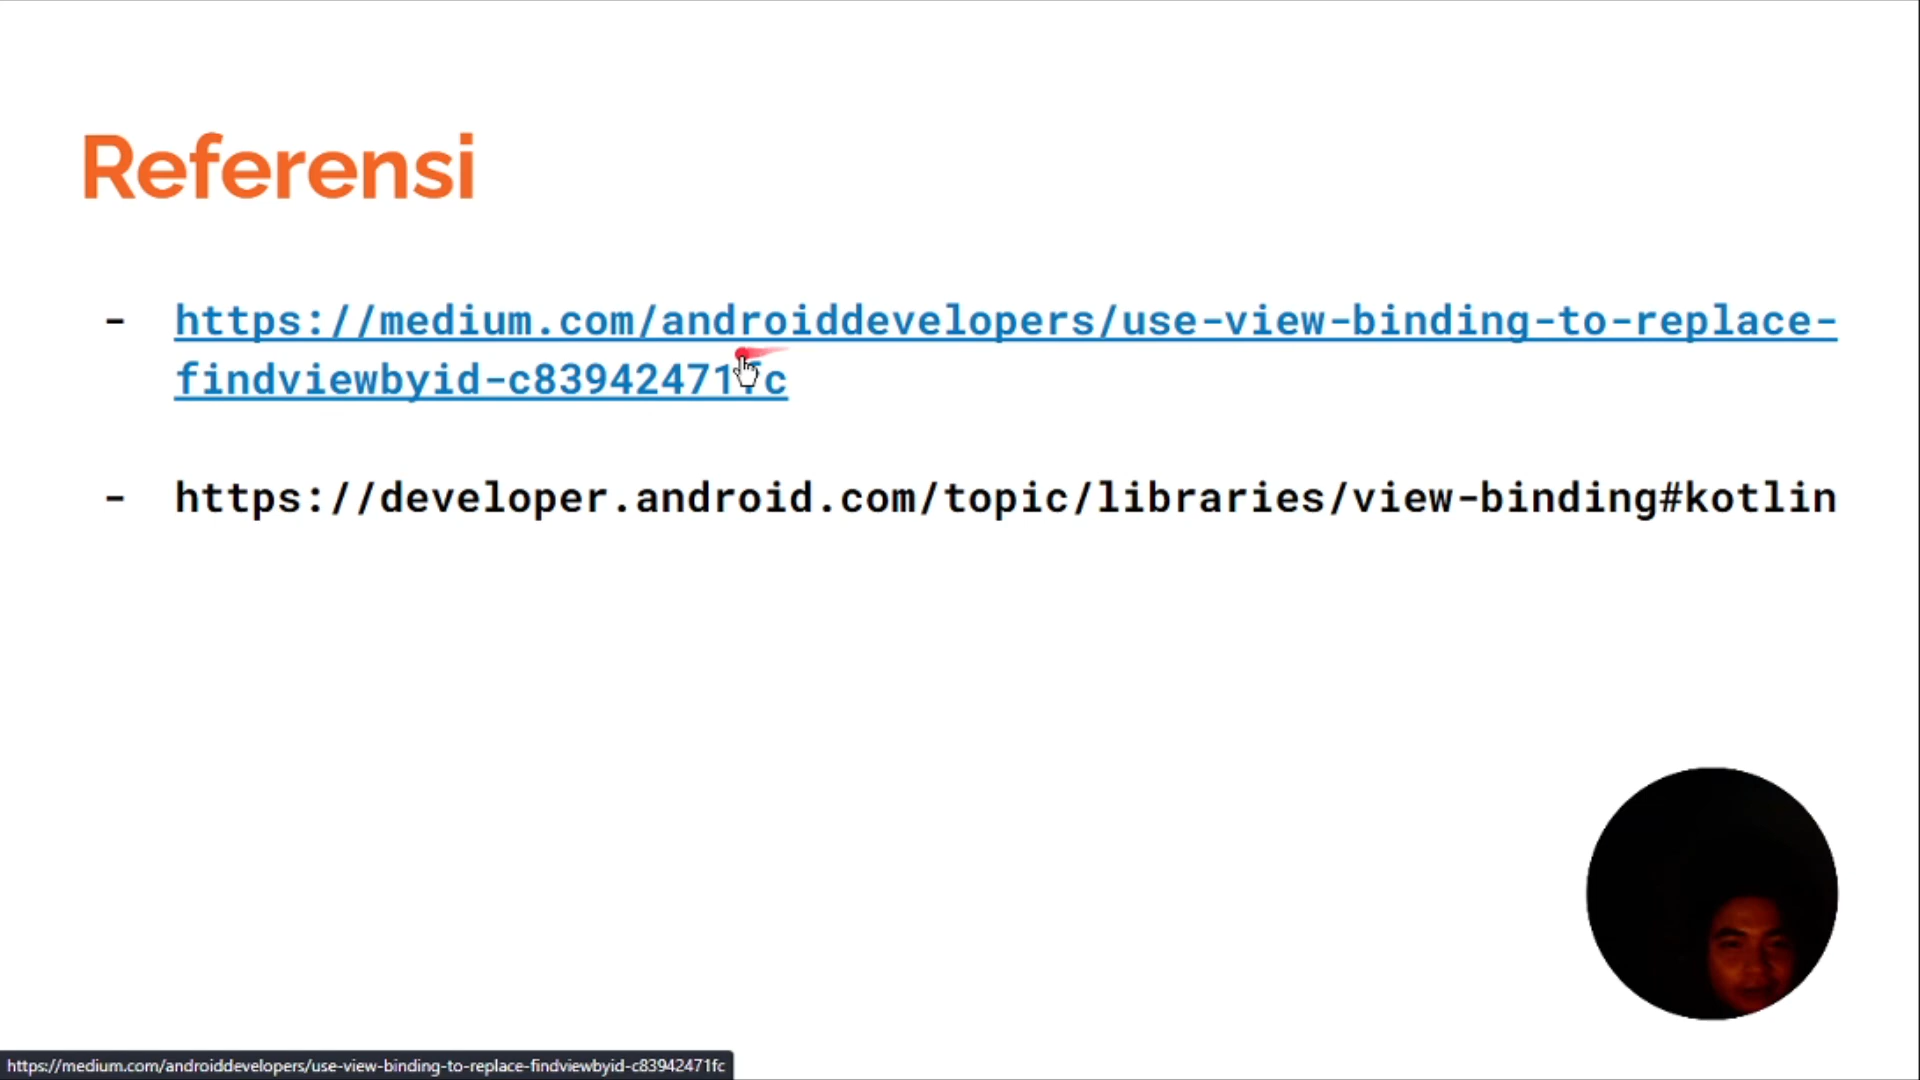 Referensi
- https://medium.com/androiddevelopers/use-view-binding-to-replace-
findviewbyid-c83942471fc
- https://developer.android.com/topic/libraries/view-binding#kotlin
https://medium.com/androiddevelopers/use-view-binding-to-replace-findviewbyid-c83942471fc